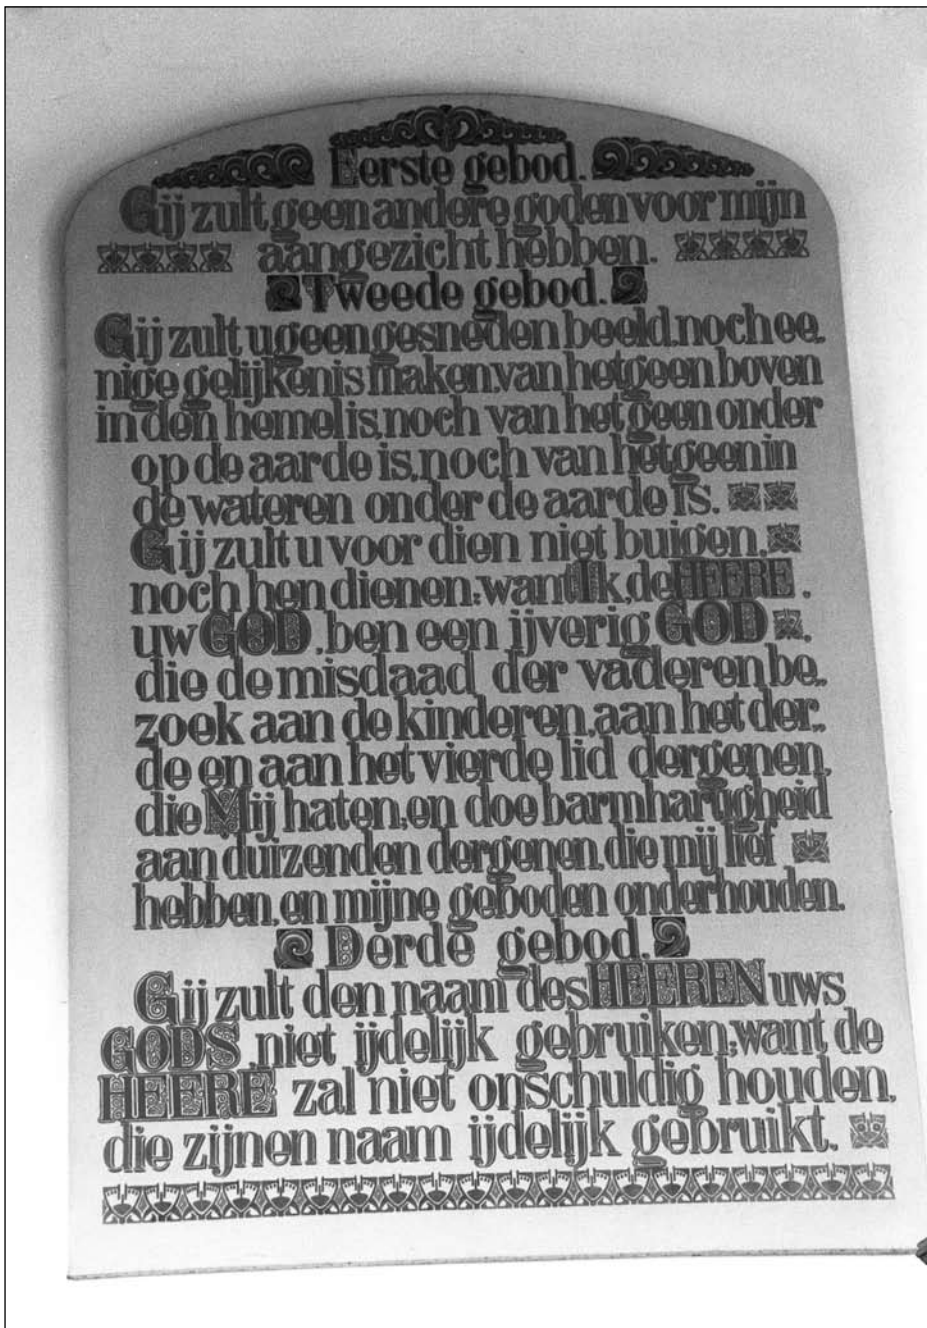 Eerste gebod.
Gij zult geen andere goden voor mijn
aangezicht hebben.
Tweede gebod.
Gij zult u geen gesneden beeld, noch ee„
nige gelijkenis maken, van hetgeen boven
in den hemel is, noch van het geen onder
op de aarde is, noch van hetgeen in
de wateren onder de aarde is.
Gij zult u voor dien niet buigen,
noch hen dienen; want Ik, de HEERE,
uw GOD, ben een ijverig GOD,
die de misdaad der vaderen be„
zoek aan de kinderen, aan het der„
de en aan het vierde lid dergenen,
die Mij haten, en doe barmhartigheid
aan duizenden dergenen, die mij lief
hebben, en mijne geboden onderhouden.
Derde gebod.
Gij zult den naam des HEEREN uws
GODS niet ijdelijk gebruiken; want de
HEERE zal niet onschuldig houden,
die zijnen naam ijdelijk gebruikt.